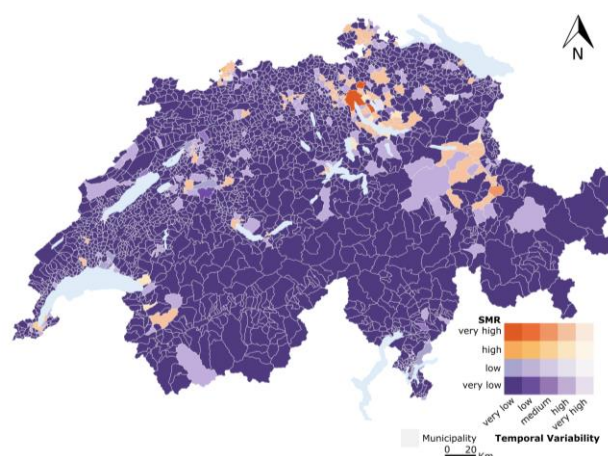 N
SMR
very high
high
low
very low
very low
low
medium
high
very high
Municipality
Temporal Variability
0 20
Km